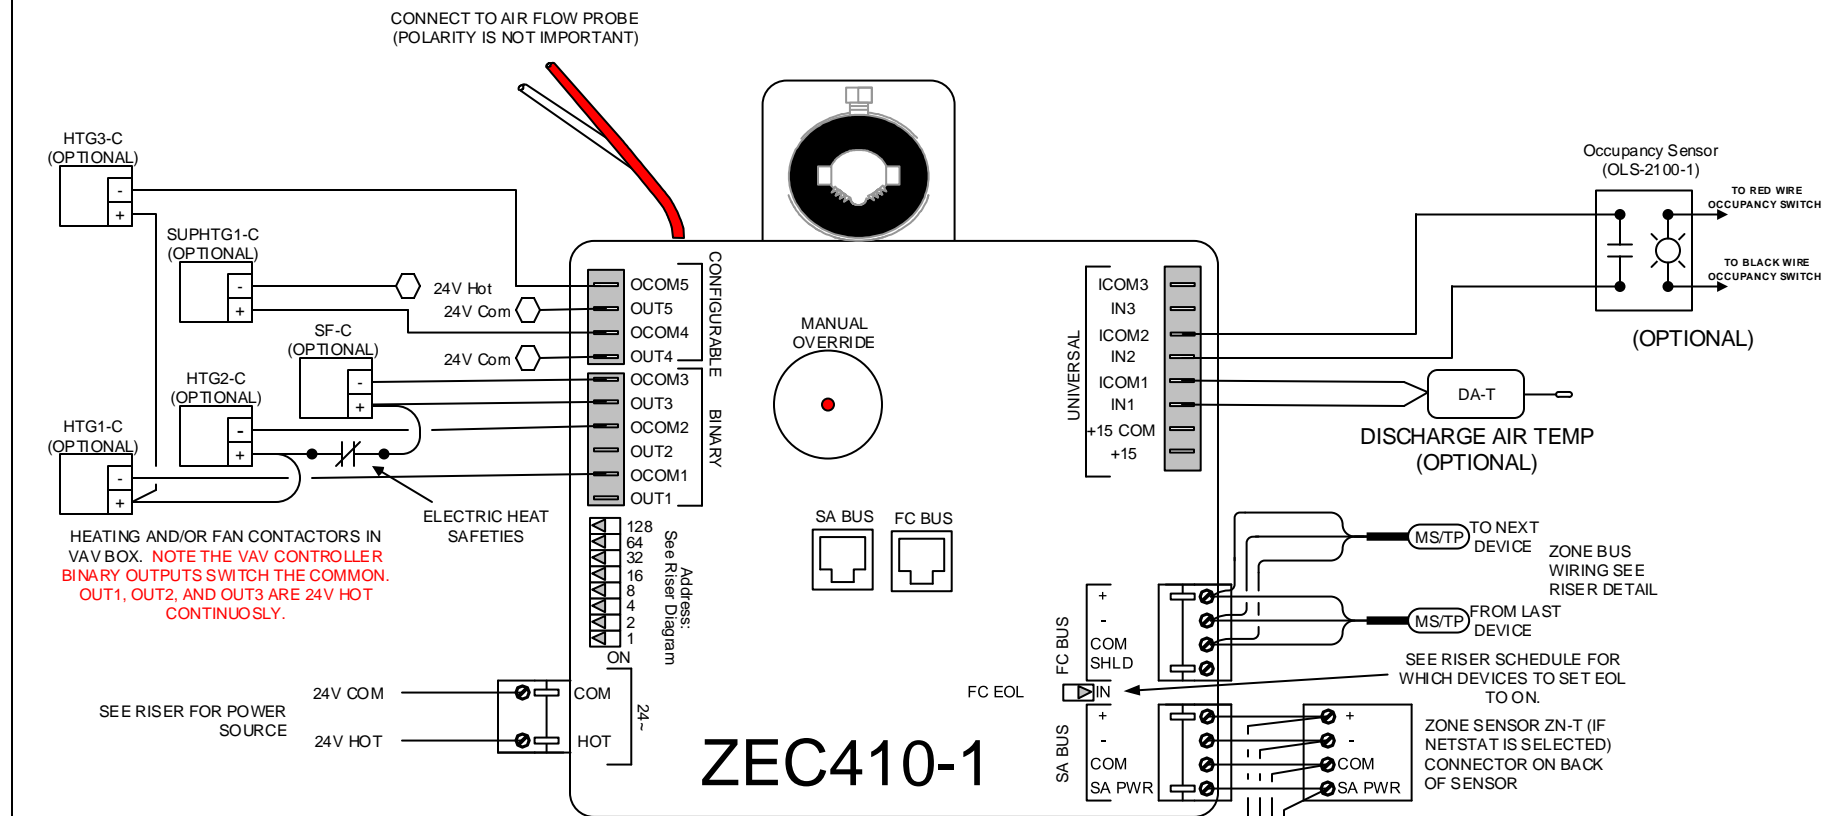 CONNECT TO AIR FLOW PROBE
(POLARITY IS NOT IMPORTANT)
HTG3-C
(OPTIONAL)
-
+
SUPHTG1-C
(OPTIONAL)
-
+
24V Hot
24V Com
SF-C
(OPTIONAL)
-
+
24V Com
HTG2-C
(OPTIONAL)
-
+
HTG1-C
(OPTIONAL)
-
+
ELECTRIC HEAT
SAFETIES
HEATING AND/OR FAN CONTACTORS IN
VAV BOX. NOTE THE VAV CONTROLLER
BINARY OUTPUTS SWITCH THE COMMON.
OUT1, OUT2, AND OUT3 ARE 24V HOT
CONTINUOSLY.
OCOM5
OUT5
OCOM4
OUT4
CONFIGURABLE
OCOM3
OUT3
OCOM2
OUT2
OCOM1
OUT1
BINARY
128
64
32
16
8
4
2
1
ON
Address:
See Riser Diagram
24V COM
24V HOT
SEE RISER FOR POWER
SOURCE
COM
HOT
24~
MANUAL
OVERRIDE
SA BUS
FC BUS
ZEC410-1
UNIVERSAL
ICOM3
IN3
ICOM2
IN2
ICOM1
IN1
+15 COM
+15
Occupancy Sensor
(OLS-2100-1)
TO RED WIRE
OCCUPANCY SWITCH
TO BLACK WIRE
OCCUPANCY SWITCH
(OPTIONAL)
DA-T
DISCHARGE AIR TEMP
(OPTIONAL)
MS/TP
TO NEXT
DEVICE
ZONE BUS
WIRING SEE
RISER DETAIL
MS/TP
FROM LAST
DEVICE
FC BUS
+
-
COM
SHLD
FC EOL
IN
SEE RISER SCHEDULE FOR
WHICH DEVICES TO SET EOL
TO ON.
SA BUS
+
-
COM
SA PWR
+
-
COM
SA PWR
ZONE SENSOR ZN-T (IF
NETSTAT IS SELECTED)
CONNECTOR ON BACK
OF SENSOR